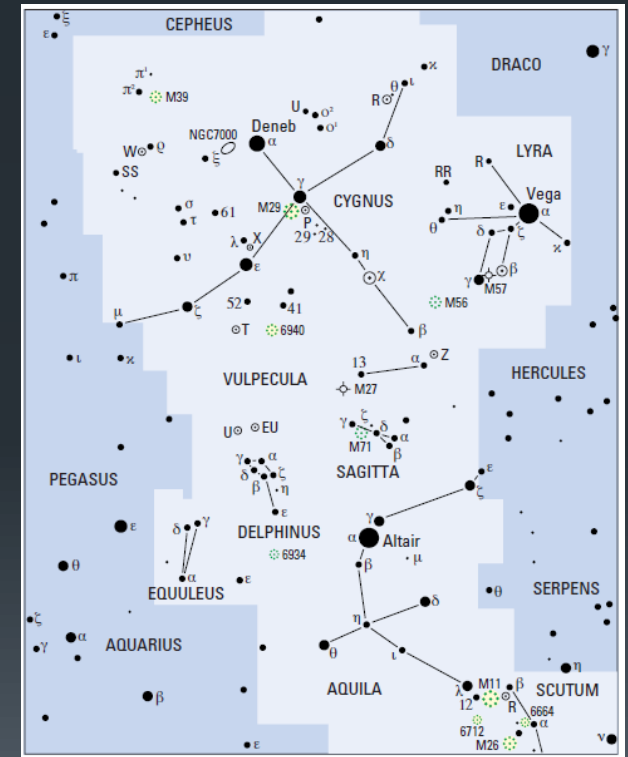 ξ CEPHEUS
ε
κ DRACO γ
π¹ θ ι
π² M39 R
U ο²
NGC7000 Deneb ο¹
α δ R LYRA
W ϱ ξ
SS RR Vega
γ CYGNUS ε α
σ 61 M29 P η
τ 29 28 θ δ ζ κ
λ X η
υ ε χ γ β
π M57
52 41 M56
μ ζ
T 6940 β
ι κ 13 α Z
VULPECULA HERCULES
M27
U EU γ ζ δ α
M71 β
γ α
δ ζ SAGITTA ε
PEGASUS β η ζ
ε γ
ε δ γ DELPHINUS α Altair
6934 β μ
θ α ε
EQUULEUS θ SERPENS
ζ δ
α η
γ AQUARIUS θ ι
η
AQUILA λ M11 β SCUTUM
β 12 R 6664
6712 α
ε M26 ν